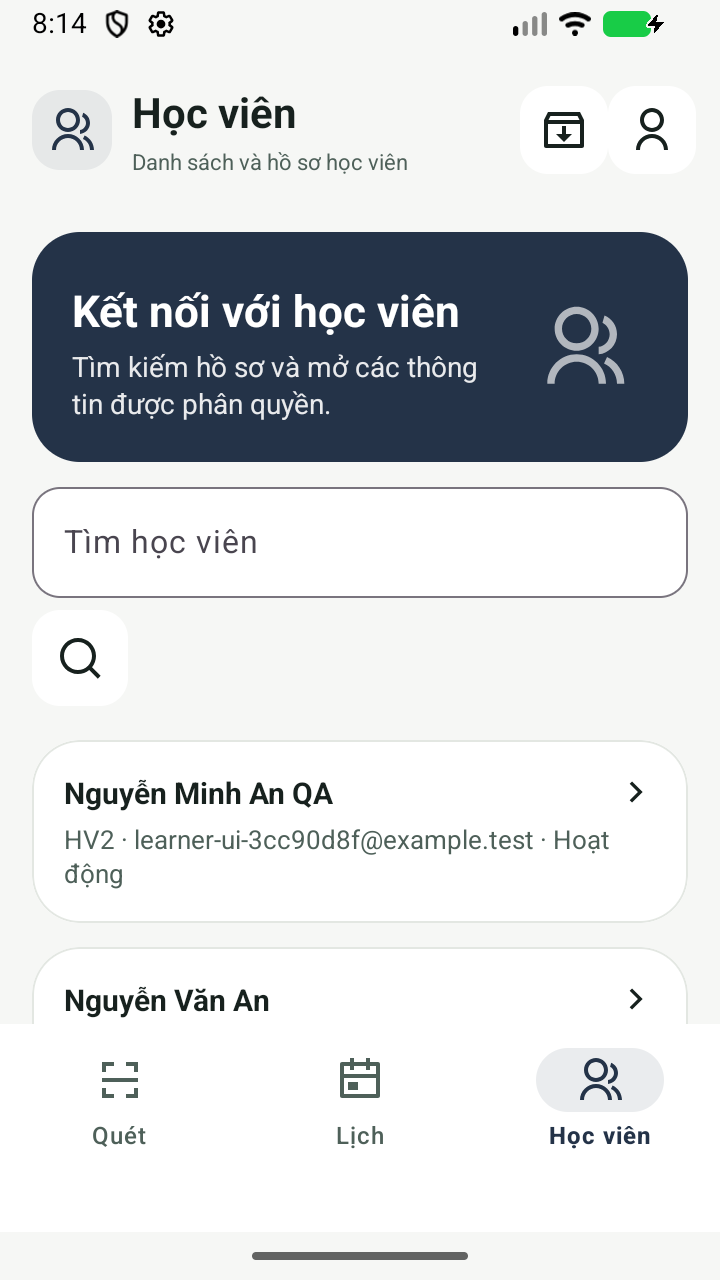 8:14
Học viên
Danh sách và hồ sơ học viên
Kết nối với học viên
Tìm kiếm hồ sơ và mở các thông
tin được phân quyền.
Tìm học viên
Nguyễn Minh An QA
HV2 · learner-ui-3cc90d8f@example.test · Hoạt
động
Nguyễn Văn An
Quét
Lịch
Học viên